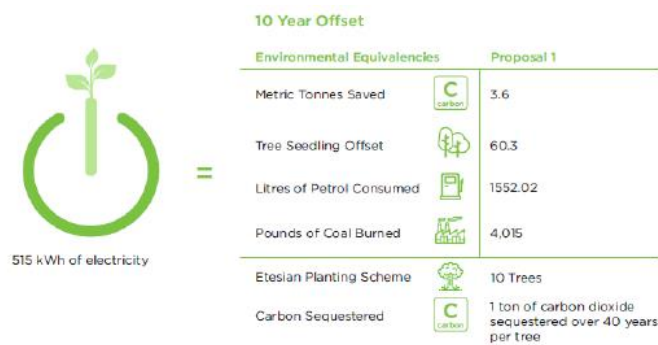 10 Year Offset
Environmental Equivalencies Proposal 1
Metric Tonnes Saved C carbon 3.6
Tree Seedling Offset 60.3
Litres of Petrol Consumed 1552.02
Pounds of Coal Burned 4,015
515 kWh of electricity
=
Etesian Planting Scheme 10 Trees
Carbon Sequestered C carbon 1 ton of carbon dioxide
sequestered over 40 years
per tree